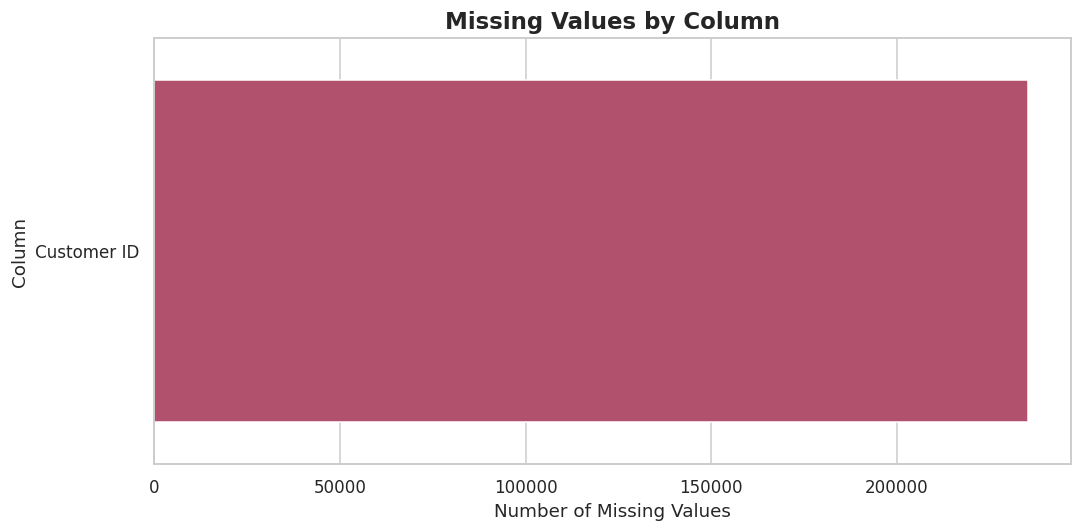 Missing Values by Column
Column
Customer ID
0 50000 100000 150000 200000
Number of Missing Values